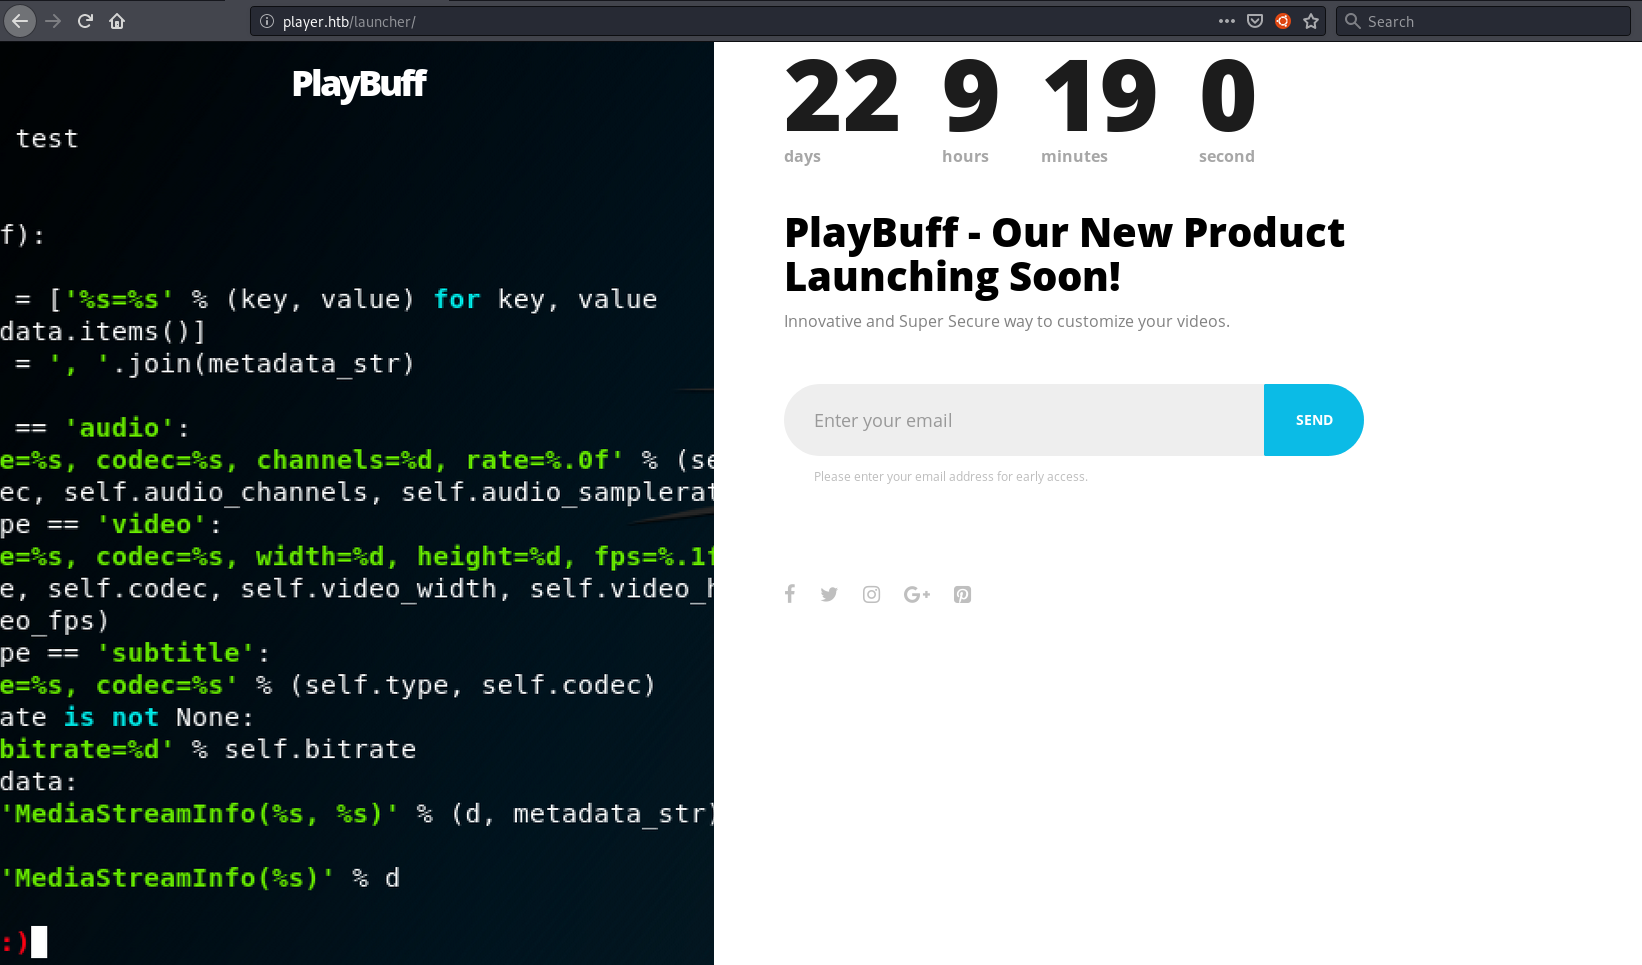 player.htb/launcher/
Search
PlayBuff
test
f):
= ['%s=%s' % (key, value) for key, value
data.items()]
= ', '.join(metadata_str)
== 'audio':
e=%s, codec=%s, channels=%d, rate=%.0f' % (se
ec, self.audio_channels, self.audio_samplerat
pe == 'video':
e=%s, codec=%s, width=%d, height=%d, fps=%.1f
e, self.codec, self.video_width, self.video_h
eo_fps)
pe == 'subtitle':
e=%s, codec=%s' % (self.type, self.codec)
ate is not None:
bitrate=%d' % self.bitrate
data:
'MediaStreamInfo(%s, %s)' % (d, metadata_str)
'MediaStreamInfo(%s)' % d
:)
22 9 19 0
days hours minutes second
PlayBuff - Our New Product
Launching Soon!
Innovative and Super Secure way to customize your videos.
Enter your email
SEND
Please enter your email address for early access.